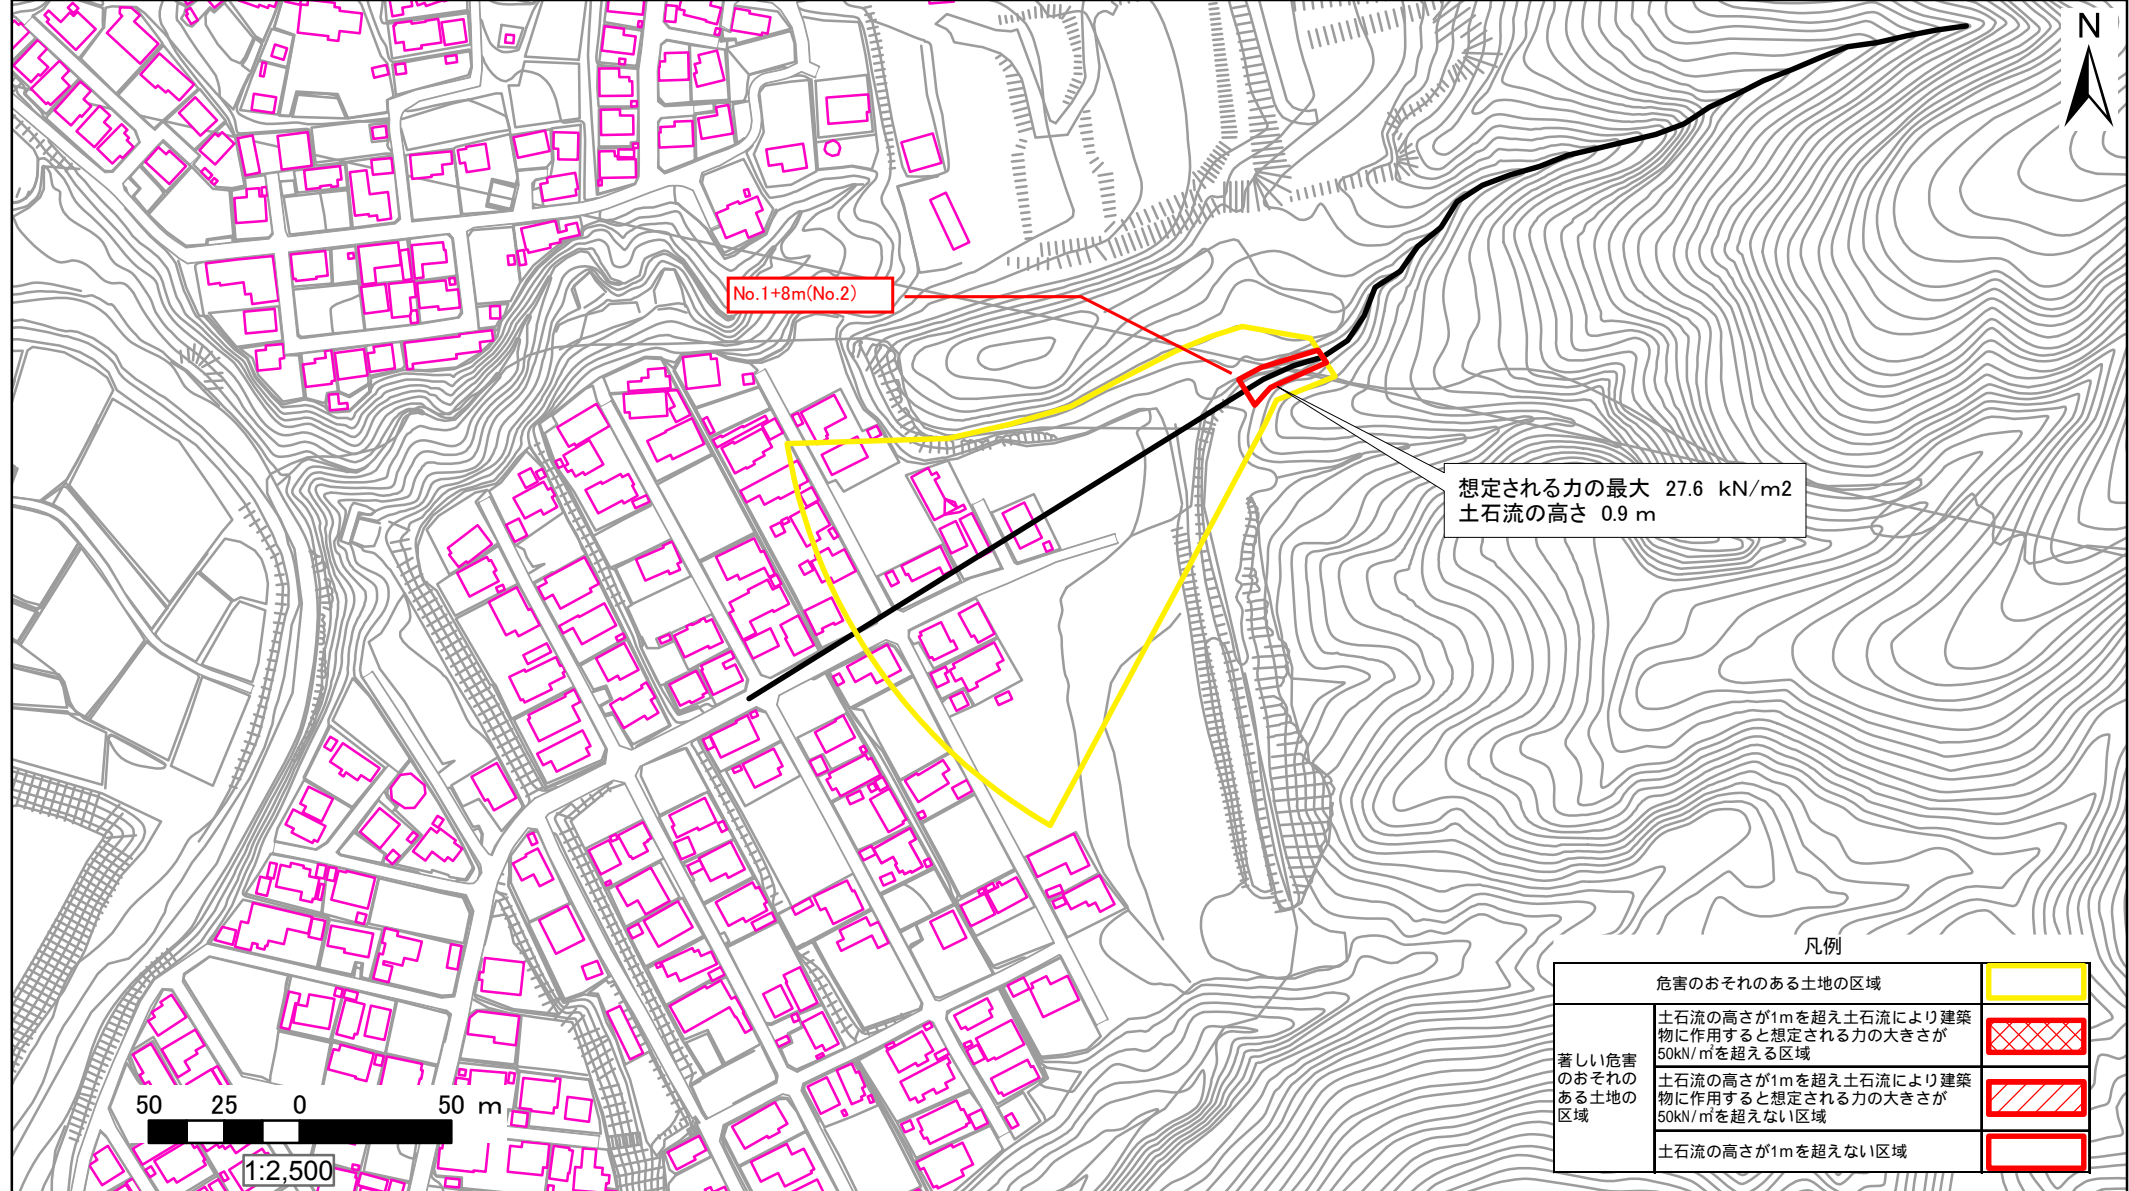 N
No.1+8m(No.2)
想定される力の最大 27.6 kN/m2
土石流の高さ 0.9 m
凡例
危害のおそれのある土地の区域
著しい危害
のおそれの
ある土地の
区域
土石流の高さが1mを超え土石流により建築
物に作用すると想定される力の大きさが
50kN/㎡を超える区域
土石流の高さが1mを超え土石流により建築
物に作用すると想定される力の大きさが
50kN/㎡を超えない区域
土石流の高さが1mを超えない区域
50 25 0 50 m
1:2,500